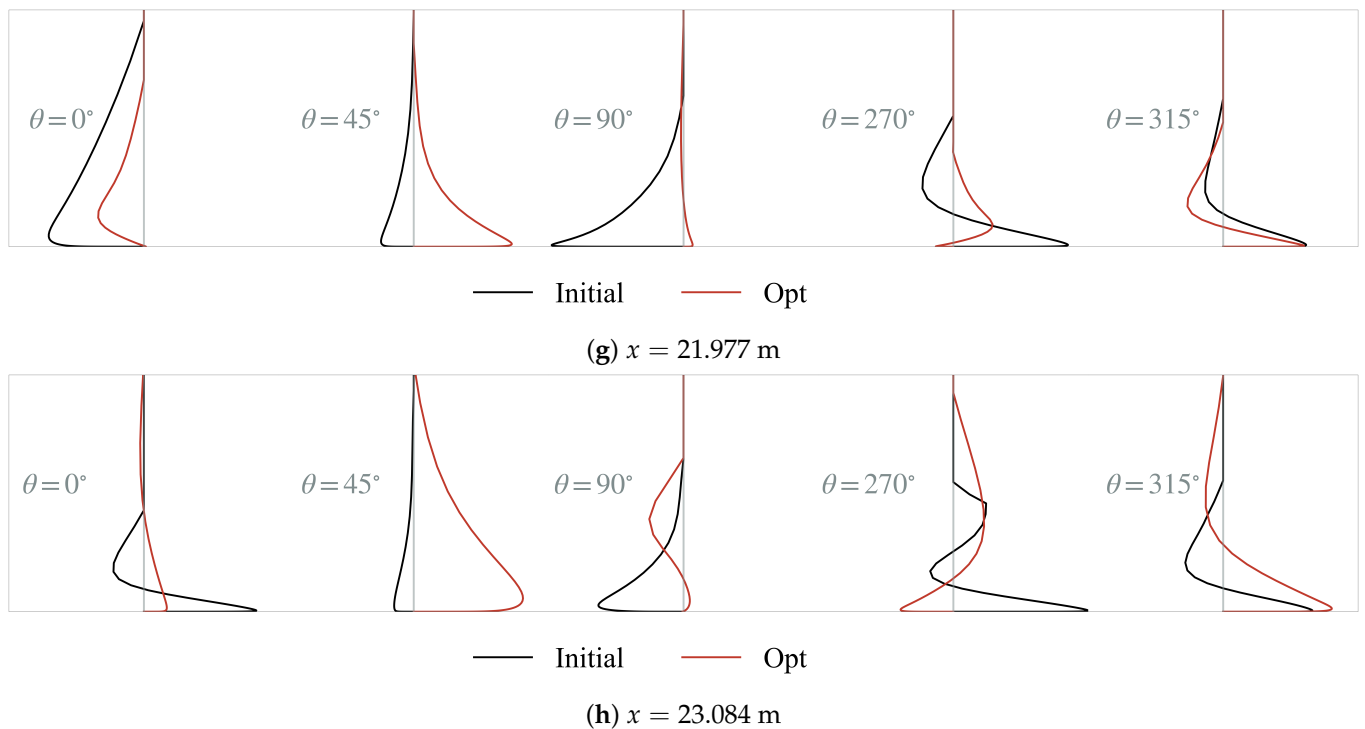 θ = 0° θ = 45° θ = 90° θ = 270° θ = 315°
Initial Opt
(g) x = 21.977 m
θ = 0° θ = 45° θ = 90° θ = 270° θ = 315°
Initial Opt
(h) x = 23.084 m